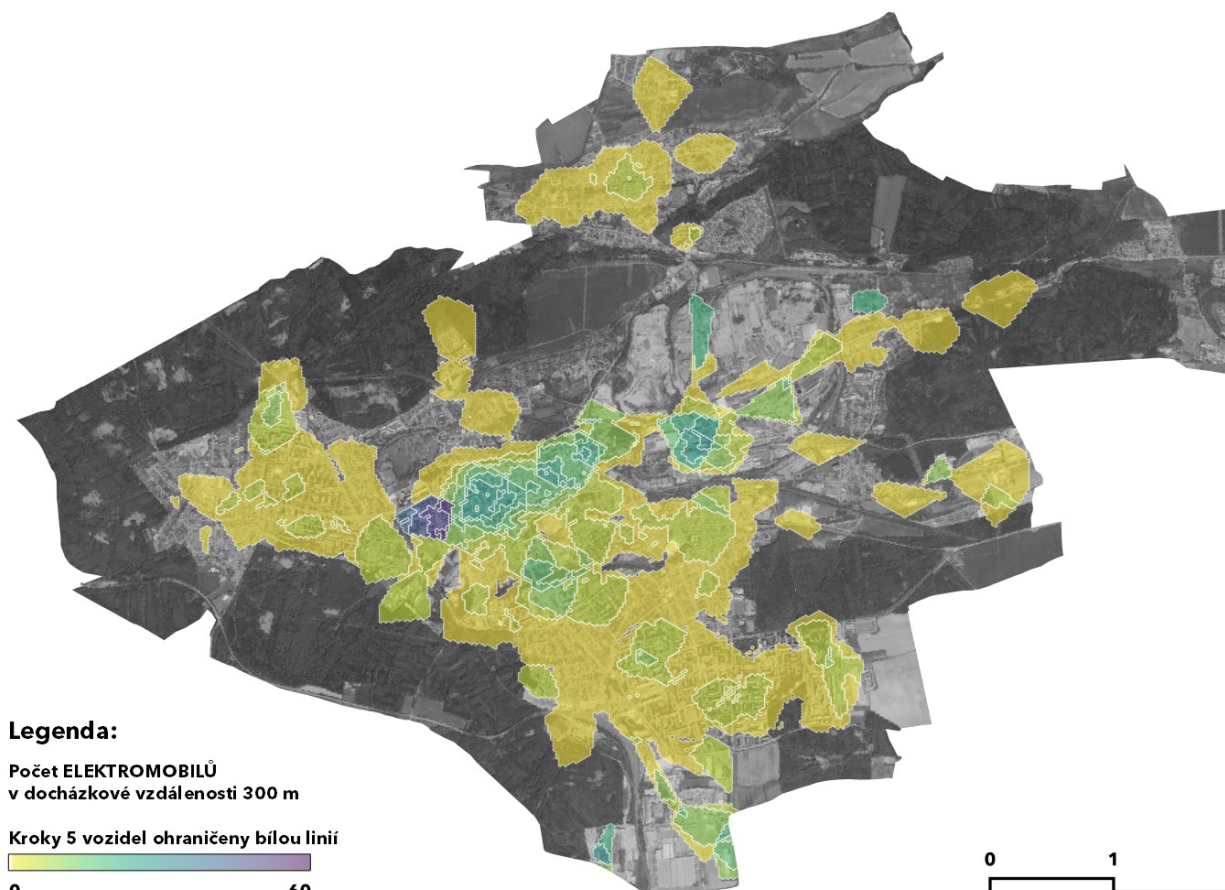 Legenda:
Počet ELEKTROMOBILŮ
v docházkové vzdálenosti 300 m
Kroky 5 vozidel ohraničeny bílou linií
0 60
0 1